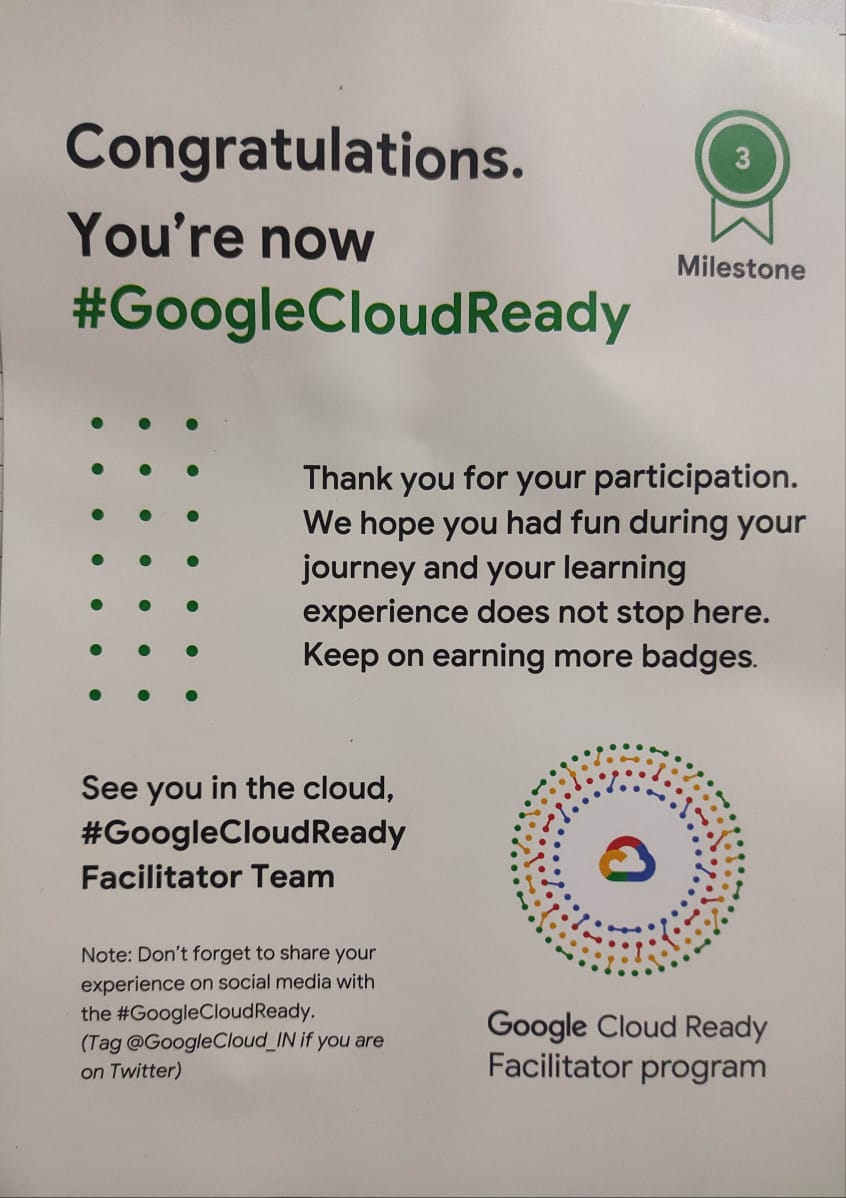 Congratulations.
You're now
#GoogleCloudReady
3
Milestone
Thank you for your participation.
We hope you had fun during your
journey and your learning
experience does not stop here.
Keep on earning more badges.
See you in the cloud,
#GoogleCloudReady
Facilitator Team
Note: Don't forget to share your
experience on social media with
the #GoogleCloudReady.
(Tag @GoogleCloud_IN if you are
on Twitter)
Google Cloud Ready
Facilitator program